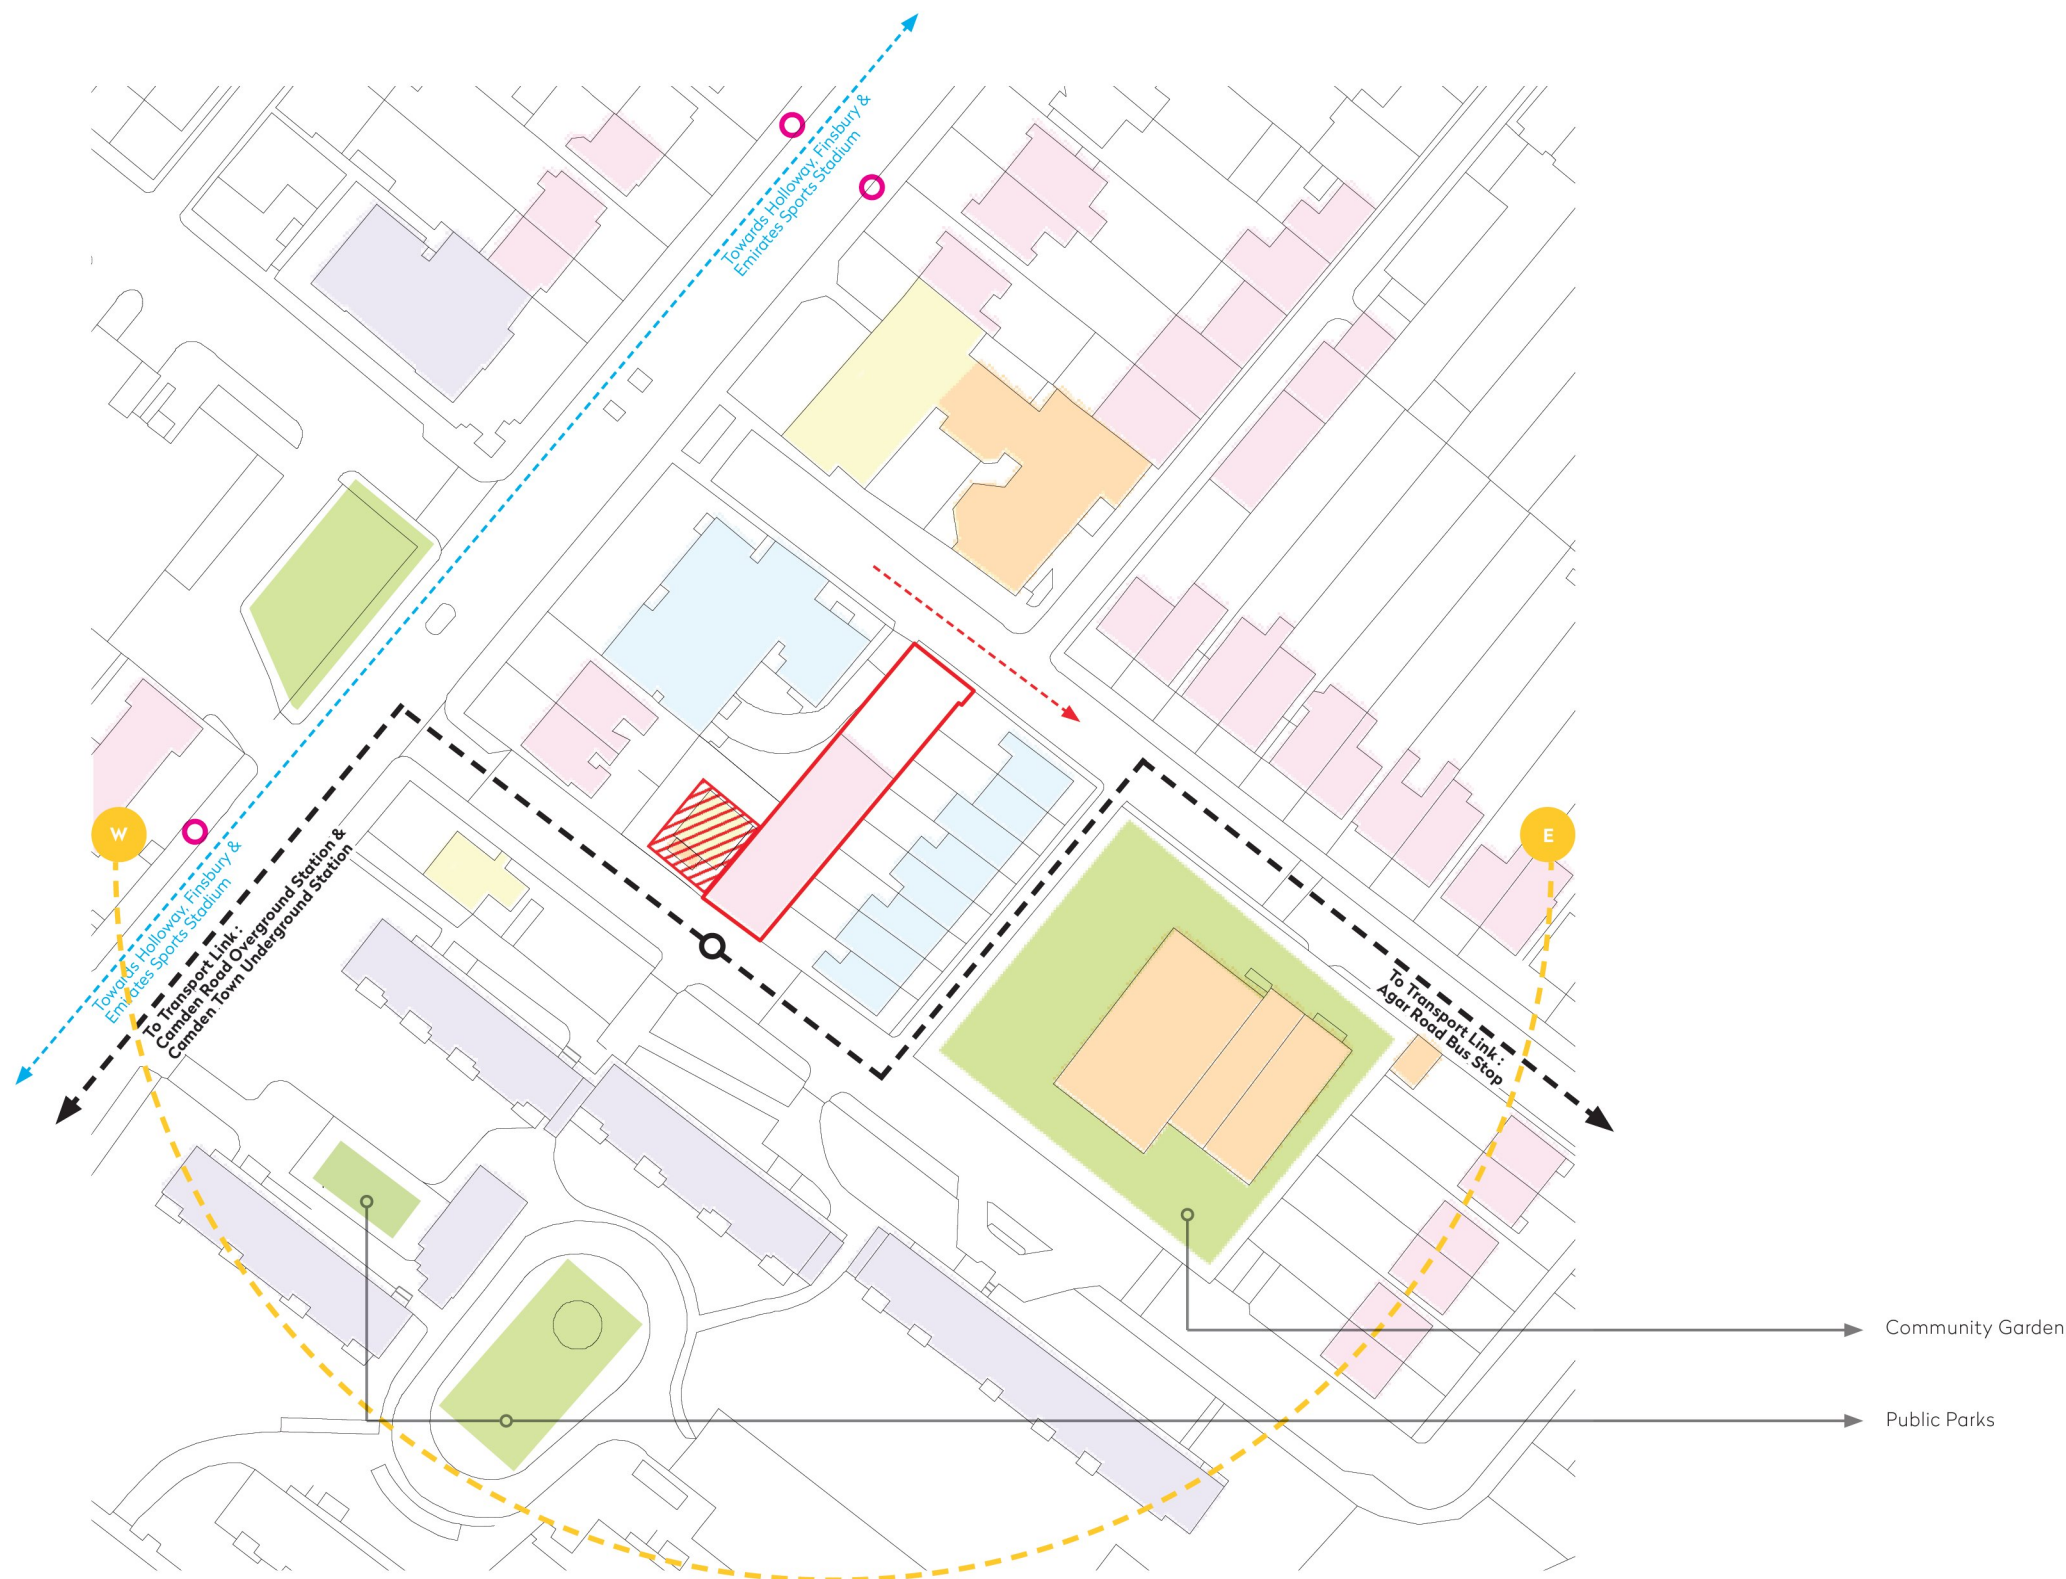 Towards Holloway, Finsbury &
Emirates Sports Stadium
W
E
Towards Holloway, Finsbury &
Emirates Sports Stadium
To Transport Link :
Camden Road Overground Station &
Camden Town Underground Station
To Transport Link :
Agar Road Bus Stop
Community Garden
Public Parks